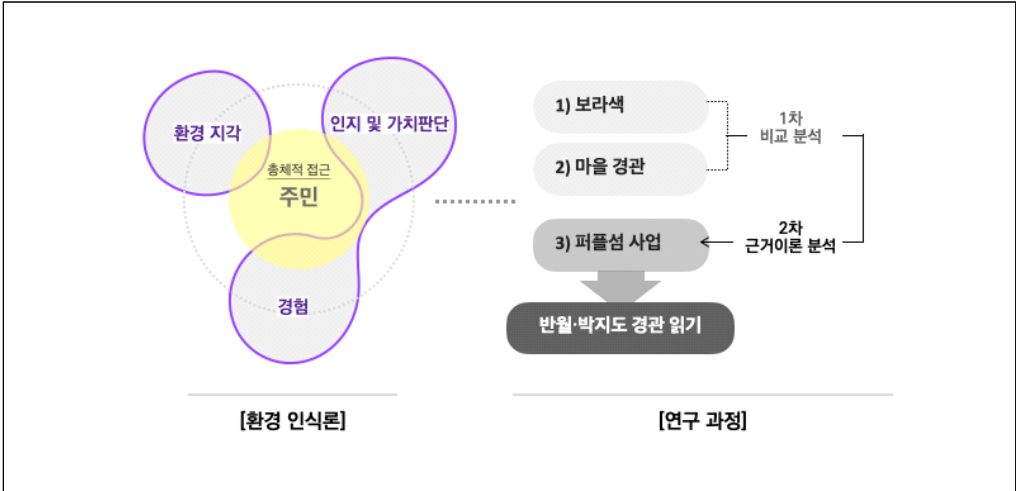 환경 지각
인지 및 가치판단
총체적 접근
주민
경험
[환경 인식론]
1) 보라색
2) 마을 경관
3) 퍼플섬 사업
반월·박지도 경관 읽기
1차
비교 분석
2차
근거이론 분석
[연구 과정]